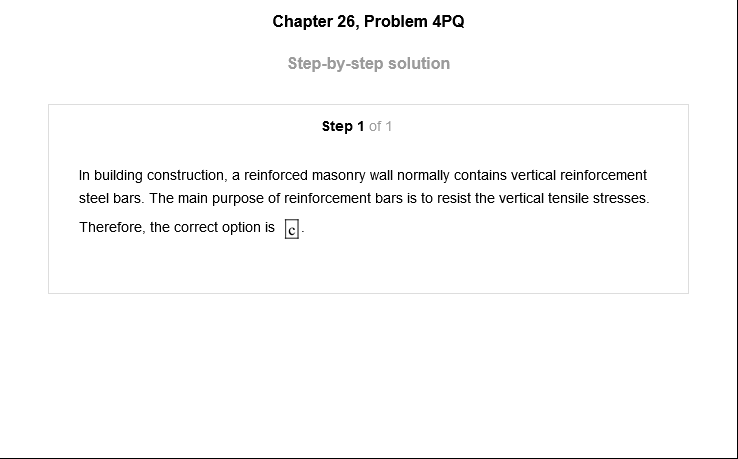 Chapter 26, Problem 4PQ
Step-by-step solution
Step 1 of 1
In building construction, a reinforced masonry wall normally contains vertical reinforcement
steel bars. The main purpose of reinforcement bars is to resist the vertical tensile stresses.
Therefore, the correct option is c.